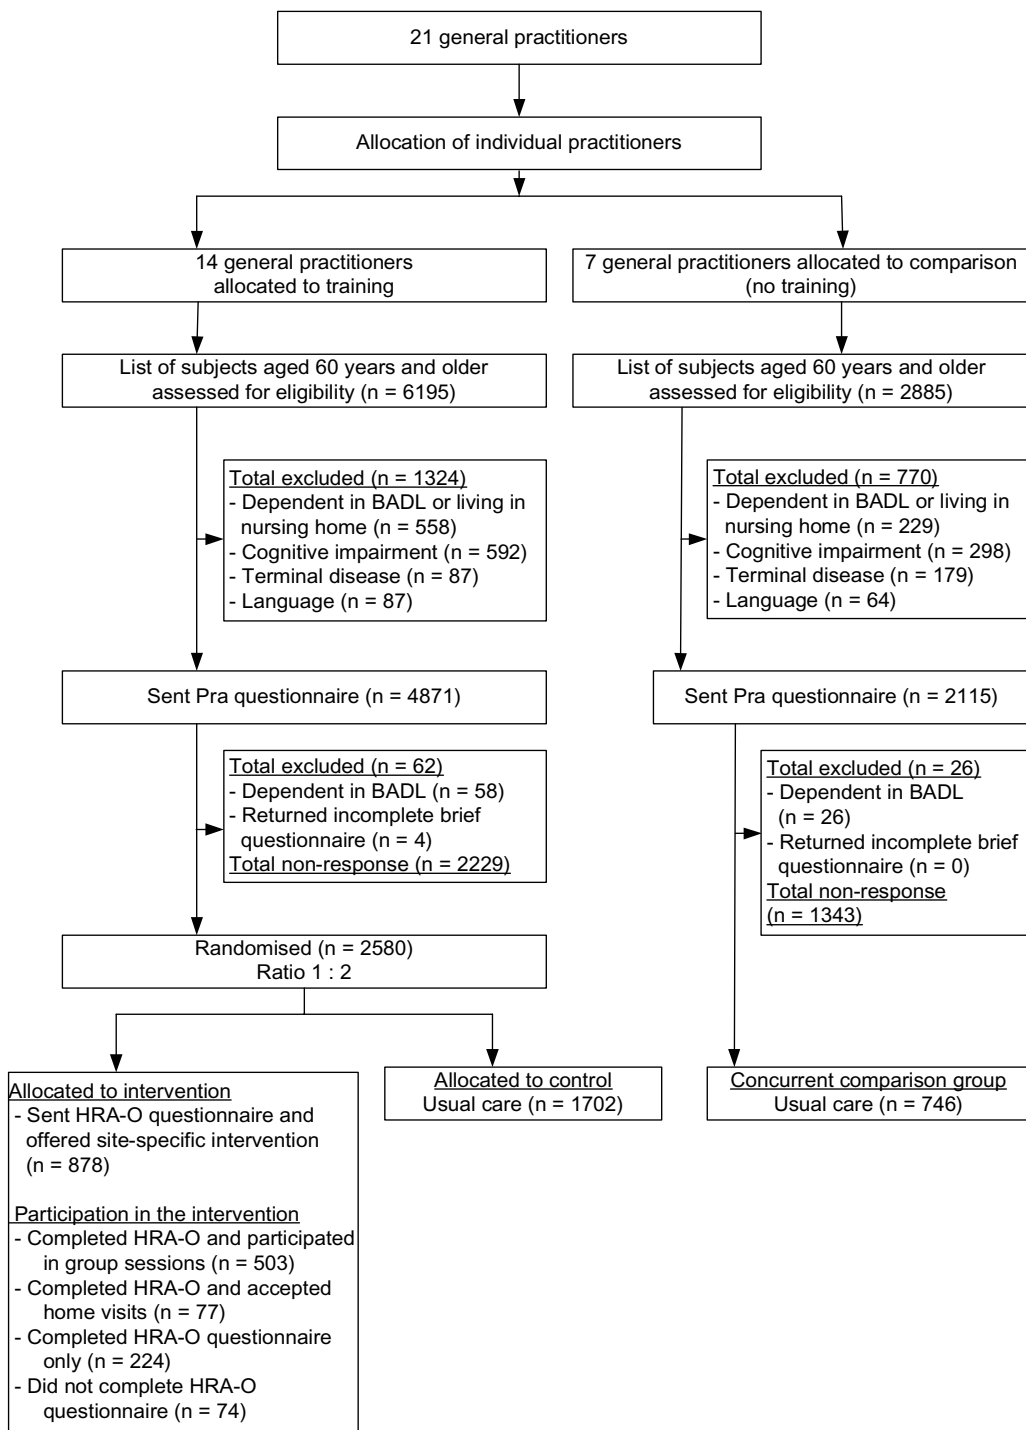 21 general practitioners
Allocation of individual practitioners
14 general practitioners
allocated to training
7 general practitioners allocated to comparison
(no training)
List of subjects aged 60 years and older
assessed for eligibility (n = 6195)
List of subjects aged 60 years and older
assessed for eligibility (n = 2885)
Total excluded (n = 1324)
- Dependent in BADL or living in
nursing home (n = 558)
- Cognitive impairment (n = 592)
- Terminal disease (n = 87)
- Language (n = 87)
Total excluded (n = 770)
- Dependent in BADL or living in
nursing home (n = 229)
- Cognitive impairment (n = 298)
- Terminal disease (n = 179)
- Language (n = 64)
Sent Pra questionnaire (n = 4871)
Sent Pra questionnaire (n = 2115)
Total excluded (n = 62)
- Dependent in BADL (n = 58)
- Returned incomplete brief
questionnaire (n = 4)
Total non-response (n = 2229)
Total excluded (n = 26)
- Dependent in BADL
(n = 26)
- Returned incomplete brief
questionnaire (n = 0)
Total non-response
(n = 1343)
Randomised (n = 2580)
Ratio 1 : 2
Allocated to intervention
- Sent HRA-O questionnaire and
offered site-specific intervention
(n = 878)
Participation in the intervention
- Completed HRA-O and participated
in group sessions (n = 503)
- Completed HRA-O and accepted
home visits (n = 77)
- Completed HRA-O questionnaire
only (n = 224)
- Did not complete HRA-O
questionnaire (n = 74)
Allocated to control
Usual care (n = 1702)
Concurrent comparison group
Usual care (n = 746)